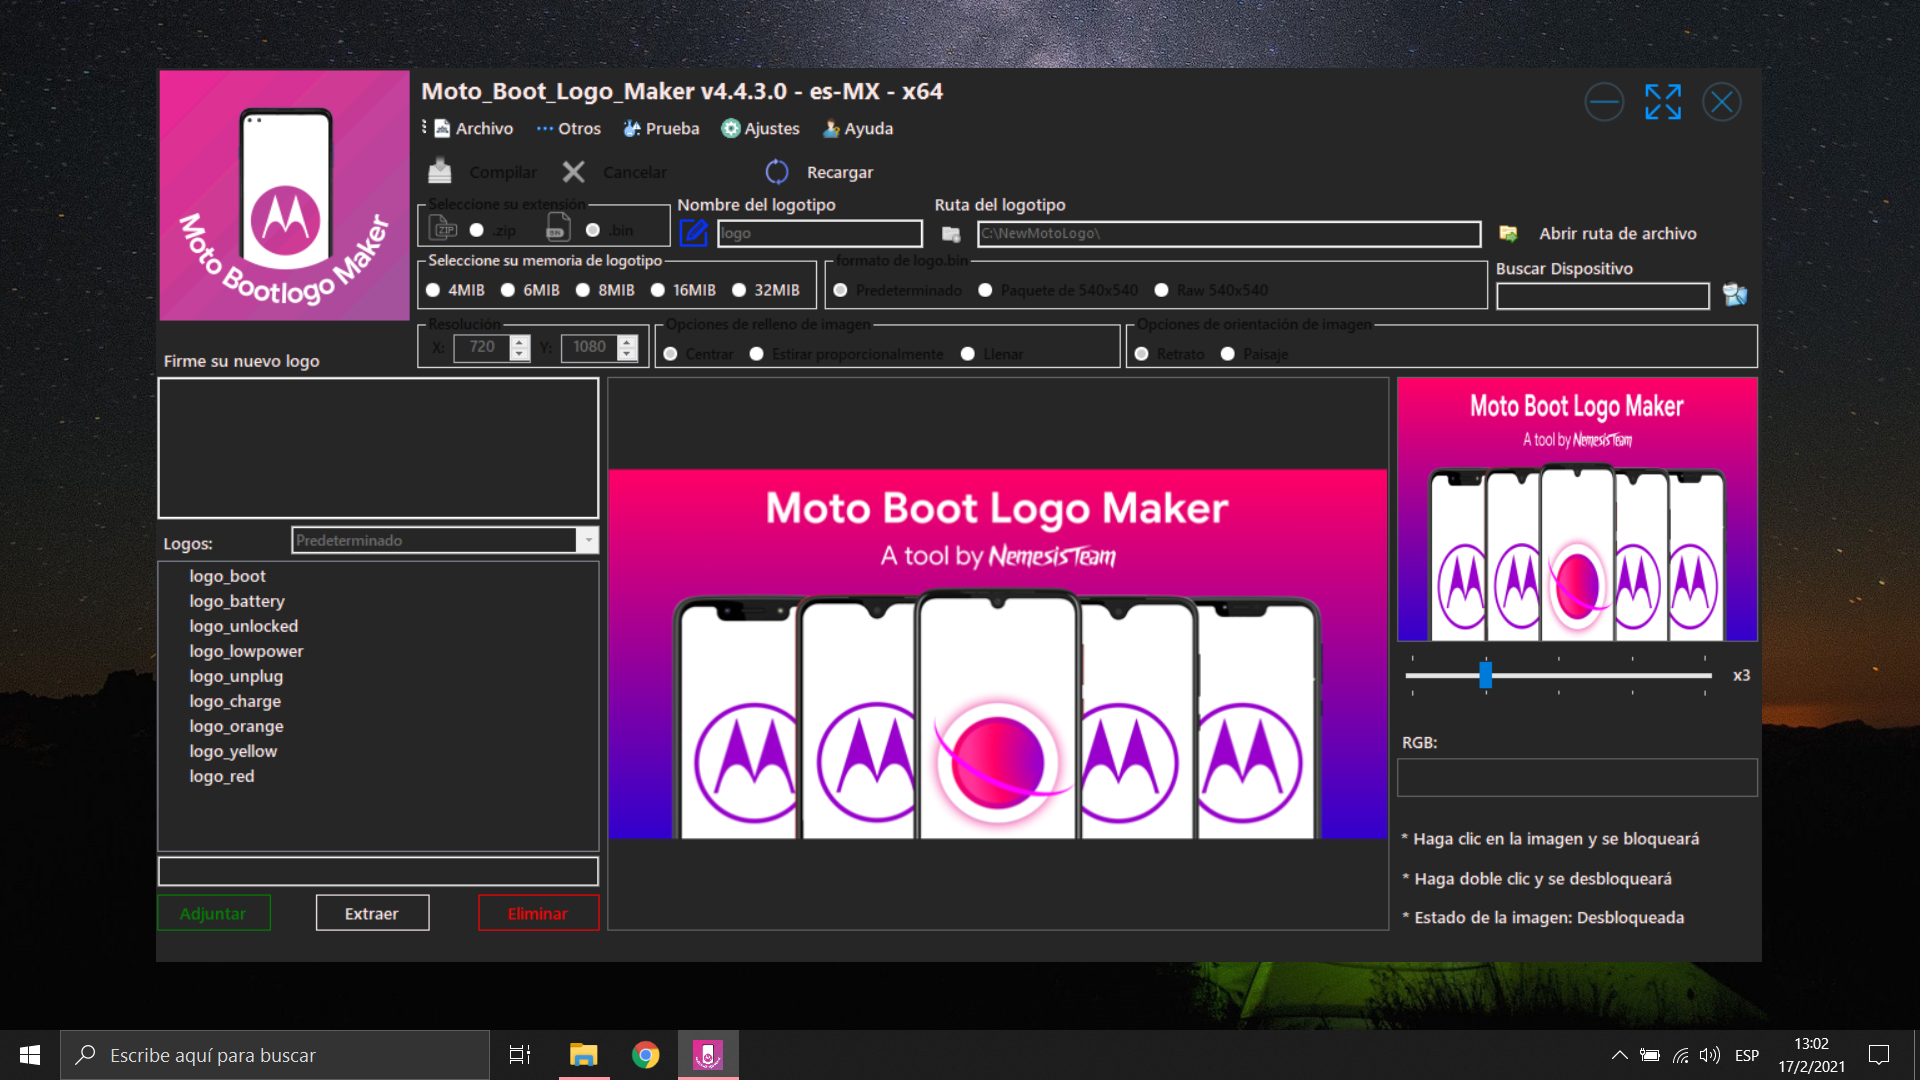 Moto_Boot_Logo_Maker v4.4.3.0 - es-MX - x64
Archivo Otros Prueba Ajustes Ayuda
Compilar Cancelar Recargar
Moto Bootlogo Maker
Seleccione su extensión Nombre del logotipo Ruta del logotipo
ZIP .zip .bin logo C:\NewMotoLogo\ Abrir ruta de archivo
Seleccione su memoria de logotipo formato de logo.bin Buscar Dispositivo
4MIB 6MIB 8MIB 16MIB 32MIB Predeterminado Paquete de 540x540 Raw 540x540
Resolución Opciones de relleno de imagen Opciones de orientación de imagen
X: 720 Y: 1080 Centrar Estirar proporcionalmente Llenar Retrato Paisaje
Firme su nuevo logo
Logos: Predeterminado
logo_boot
logo_battery
logo_unlocked
logo_lowpower
logo_unplug
logo_charge
logo_orange
logo_yellow
logo_red
Adjuntar Extraer Eliminar
Moto Boot Logo Maker
A tool by NemesisTeam
Moto Boot Logo Maker
A tool by NemesisTeam
x3
RGB:
* Haga clic en la imagen y se bloqueará
* Haga doble clic y se desbloqueará
* Estado de la imagen: Desbloqueada
Escribe aquí para buscar
ESP
13:02
17/2/2021